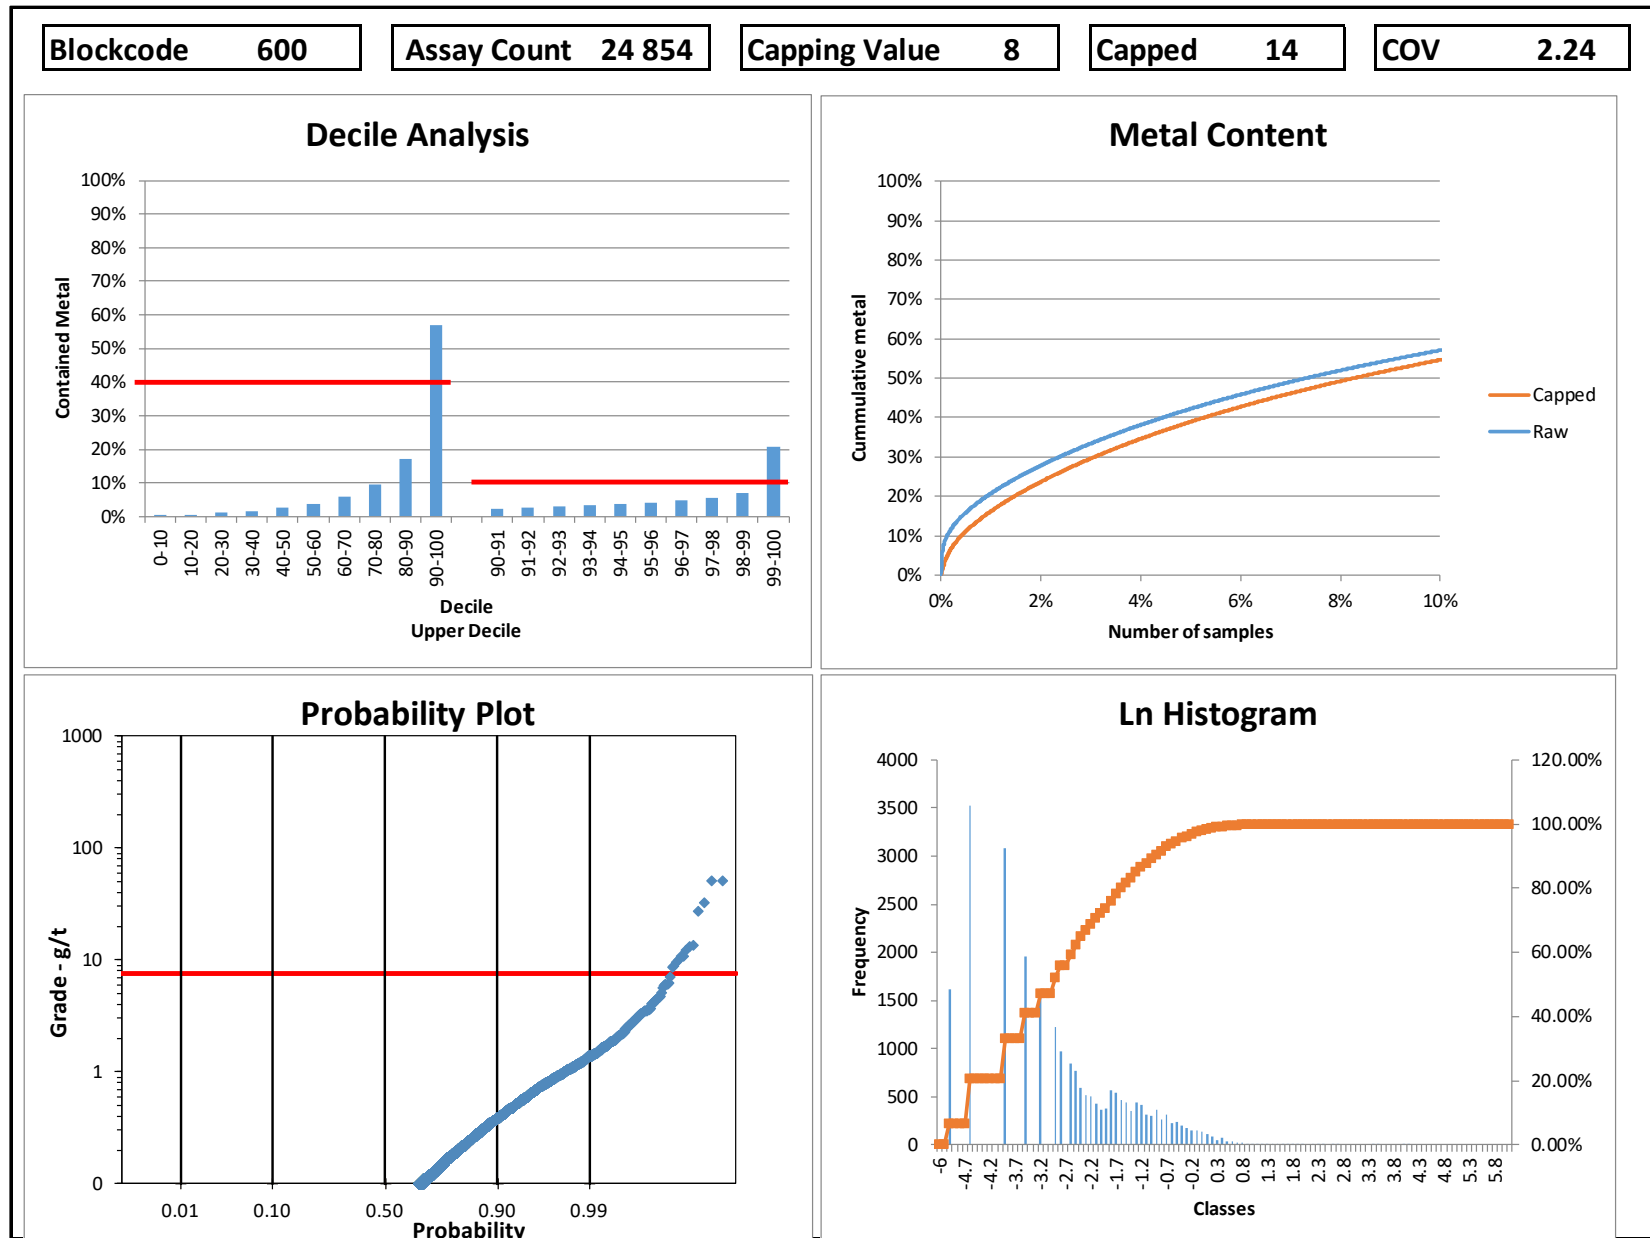 Blockcode 600 Assay Count 24 854 Capping Value 8 Capped 14 COV 2.24
Decile Analysis
100%
90%
80%
70%
60%
50%
40%
30%
20%
10%
0%
Contained Metal
0-10 10-20 20-30 30-40 40-50 50-60 60-70 70-80 80-90 90-100 90-91 91-92 92-93 93-94 94-95 95-96 96-97 97-98 98-99 99-100
Decile
Upper Decile
Metal Content
100%
90%
80%
70%
60%
50%
40%
30%
20%
10%
0%
Cummulative metal
0% 2% 4% 6% 8% 10%
Number of samples
Capped
Raw
Probability Plot
1000
100
10
1
0
Grade - g/t
0.01 0.10 0.50 0.90 0.99
Probability
Ln Histogram
4000
3500
3000
2500
2000
1500
1000
500
0
Frequency
120.00%
100.00%
80.00%
60.00%
40.00%
20.00%
0.00%
-6 -4.7 -4.2 -3.7 -3.2 -2.7 -2.2 -1.7 -1.2 -0.7 -0.2 0.3 0.8 1.3 1.8 2.3 2.8 3.3 3.8 4.3 4.8 5.3 5.8
Classes